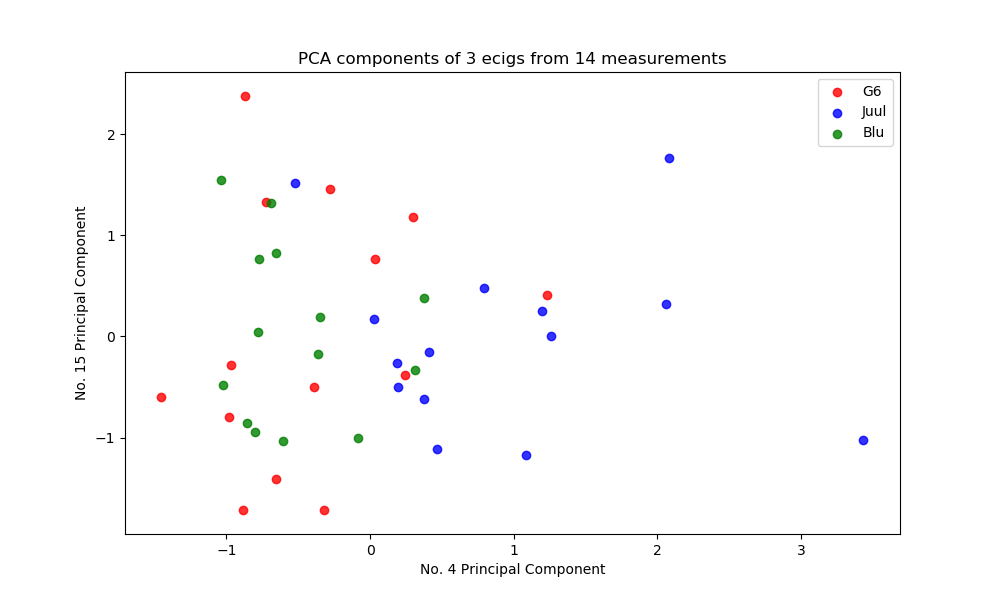 PCA components of 3 ecigs from 14 measurements
G6
Juul
Blu
2
1
0
−1
No. 15 Principal Component
−1
0
1
2
3
No. 4 Principal Component